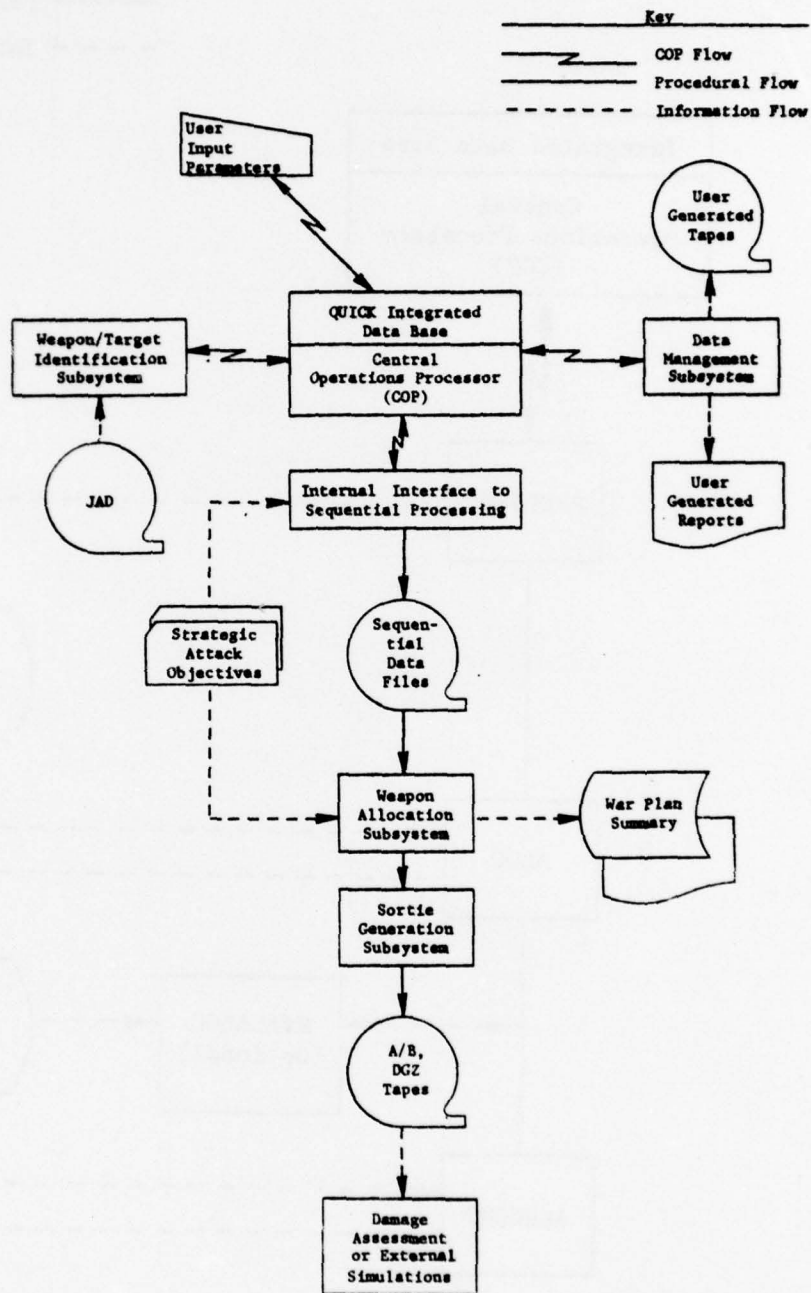 Key
COP Flow
Procedural Flow
Information Flow
User
Input
Parameters
User
Generated
Tapes
QUICK Integrated
Data Base
Central
Operations Processor
(COP)
Weapon/Target
Identification
Subsystem
Data
Management
Subsystem
JAD
Internal Interface to
Sequential Processing
User
Generated
Reports
Strategic
Attack
Objectives
Sequen-
tial
Data
Files
Weapon
Allocation
Subsystem
War Plan
Summary
Sortie
Generation
Subsystem
A/B,
DGZ
Tapes
Damage
Assessment
or External
Simulations